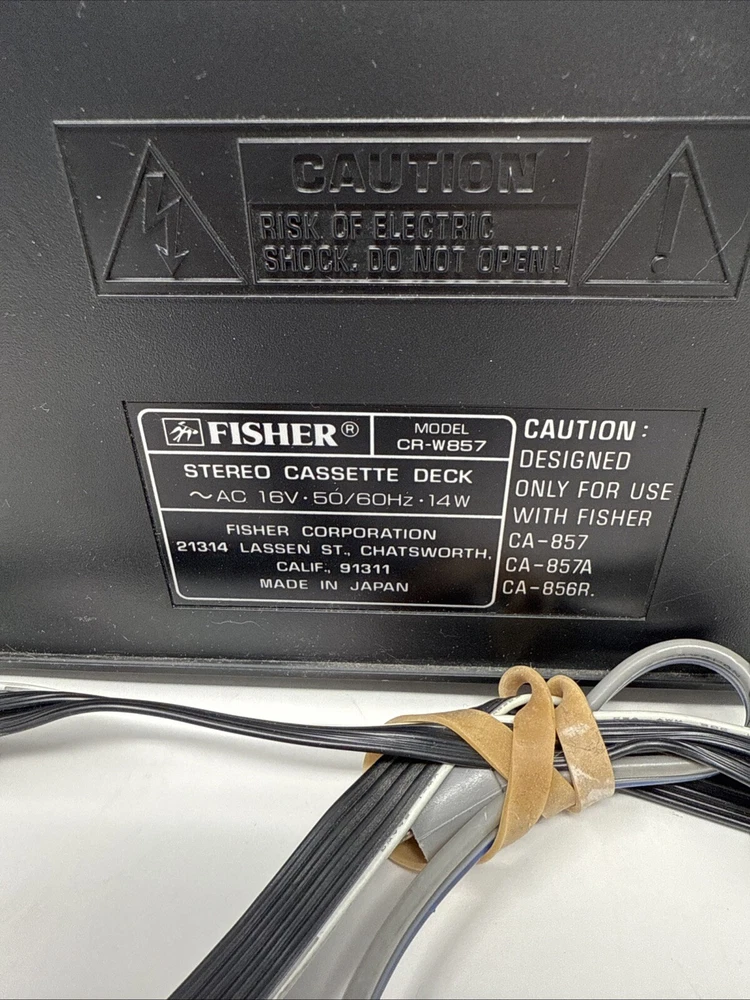 CAUTION
RISK OF ELECTRIC
SHOCK. DO NOT OPEN!
FISHER®
MODEL
CR-W857
STEREO CASSETTE DECK
~AC 16V·50/60Hz·14W
FISHER CORPORATION
21314 LASSEN ST., CHATSWORTH,
CALIF., 91311
MADE IN JAPAN
CAUTION:
DESIGNED
ONLY FOR USE
WITH FISHER
CA-857
CA-857A
CA-856R.